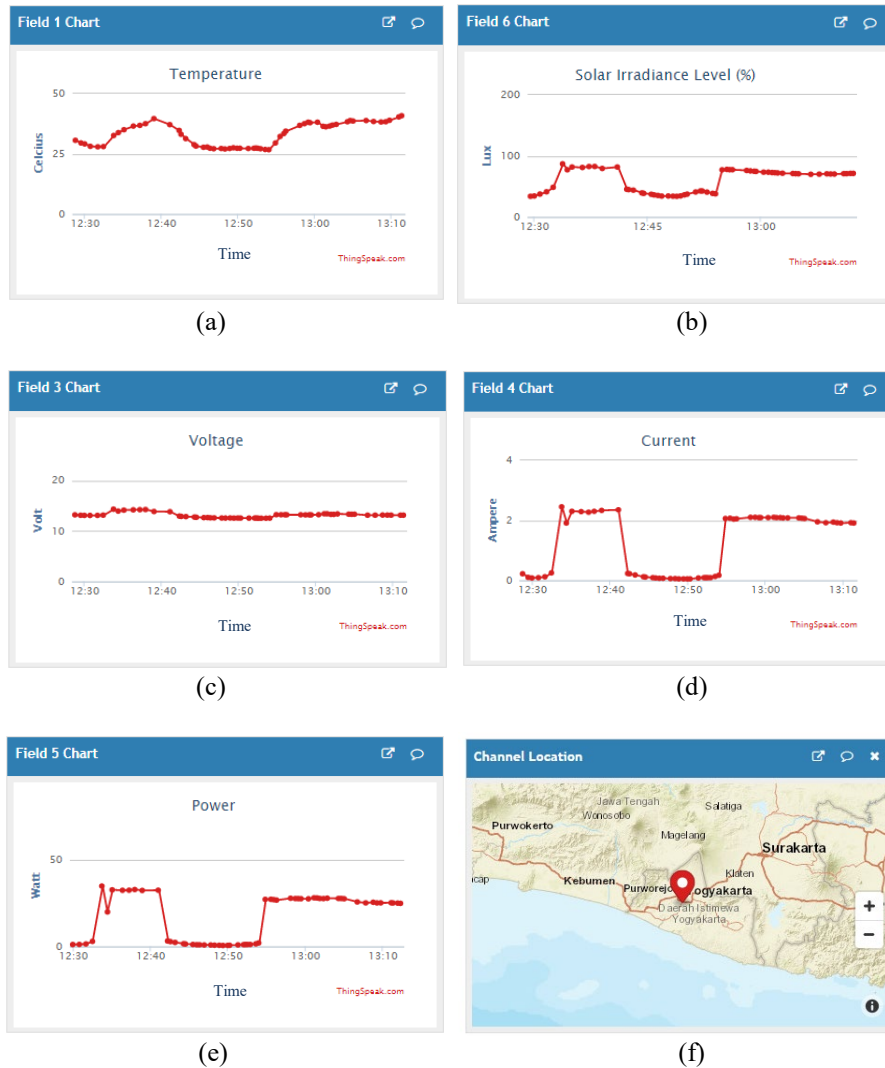 Field 1 Chart
Temperature
50
25
0
Celcius
12:30 12:40 12:50 13:00 13:10
Time
ThingSpeak.com
(a)
Field 6 Chart
Solar Irradiance Level (%)
200
100
0
Lux
12:30 12:45 13:00
Time
ThingSpeak.com
(b)
Field 3 Chart
Voltage
20
10
0
Volt
12:30 12:40 12:50 13:00 13:10
Time
ThingSpeak.com
(c)
Field 4 Chart
Current
4
2
0
Ampere
12:30 12:40 12:50 13:00 13:10
Time
ThingSpeak.com
(d)
Field 5 Chart
Power
50
0
Watt
12:30 12:40 12:50 13:00 13:10
Time
ThingSpeak.com
(e)
Channel Location
Jawa Tengah
Wonosobo
Salatiga
Purwokerto
Magelang
Surakarta
Klaten
cap
Kebumen
Purworejo
ogyakarta
Daerah Istimewa
Yogyakarta
+
−
(f)